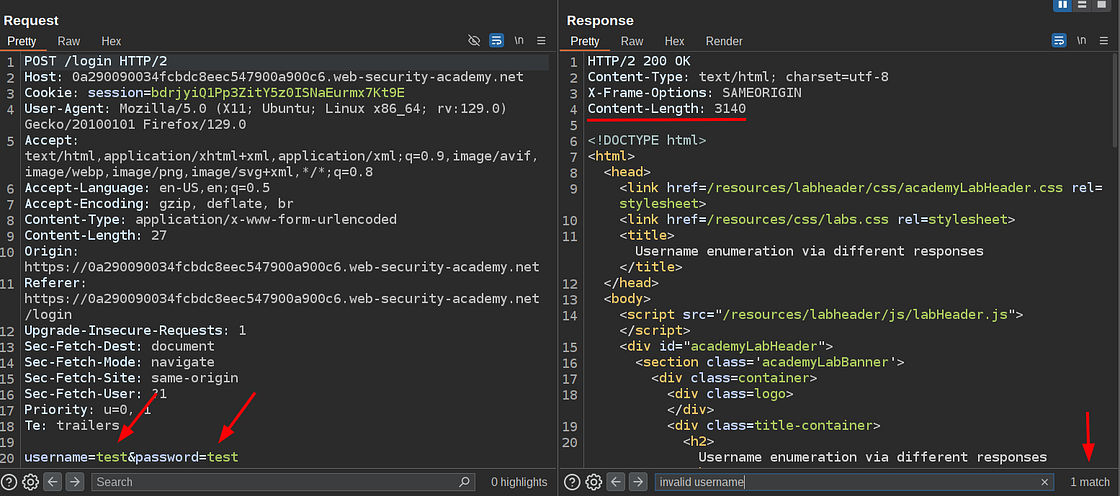 Request
Pretty Raw Hex \n
1 POST /login HTTP/2
2 Host: 0a290090034fcbdc8eec547900a900c6.web-security-academy.net
3 Cookie: session=bdrjyiQ1Pp3ZitY5z0ISNaEurmx7Kt9E
4 User-Agent: Mozilla/5.0 (X11; Ubuntu; Linux x86_64; rv:129.0)
Gecko/20100101 Firefox/129.0
5 Accept:
text/html,application/xhtml+xml,application/xml;q=0.9,image/avif,
image/webp,image/png,image/svg+xml,*/*;q=0.8
6 Accept-Language: en-US,en;q=0.5
7 Accept-Encoding: gzip, deflate, br
8 Content-Type: application/x-www-form-urlencoded
9 Content-Length: 27
10 Origin:
https://0a290090034fcbdc8eec547900a900c6.web-security-academy.net
11 Referer:
https://0a290090034fcbdc8eec547900a900c6.web-security-academy.net
/login
12 Upgrade-Insecure-Requests: 1
13 Sec-Fetch-Dest: document
14 Sec-Fetch-Mode: navigate
15 Sec-Fetch-Site: same-origin
16 Sec-Fetch-User: ?1
17 Priority: u=0,
18 Te: trailers
19
20 username=test&password=test
Search 0 highlights
Response
Pretty Raw Hex Render \n
1 HTTP/2 200 OK
2 Content-Type: text/html; charset=utf-8
3 X-Frame-Options: SAMEORIGIN
4 Content-Length: 3140
5
6 <!DOCTYPE html>
7 <html>
8 <head>
9 <link href=/resources/labheader/css/academyLabHeader.css rel=
stylesheet>
10 <link href=/resources/css/labs.css rel=stylesheet>
11 <title>
Username enumeration via different responses
</title>
12 </head>
13 <body>
14 <script src="/resources/labheader/js/labHeader.js">
</script>
15 <div id="academyLabHeader">
16 <section class='academyLabBanner'>
17 <div class=container>
18 <div class=logo>
</div>
19 <div class=title-container>
20 <h2>
Username enumeration via different responses
invalid username 1 match